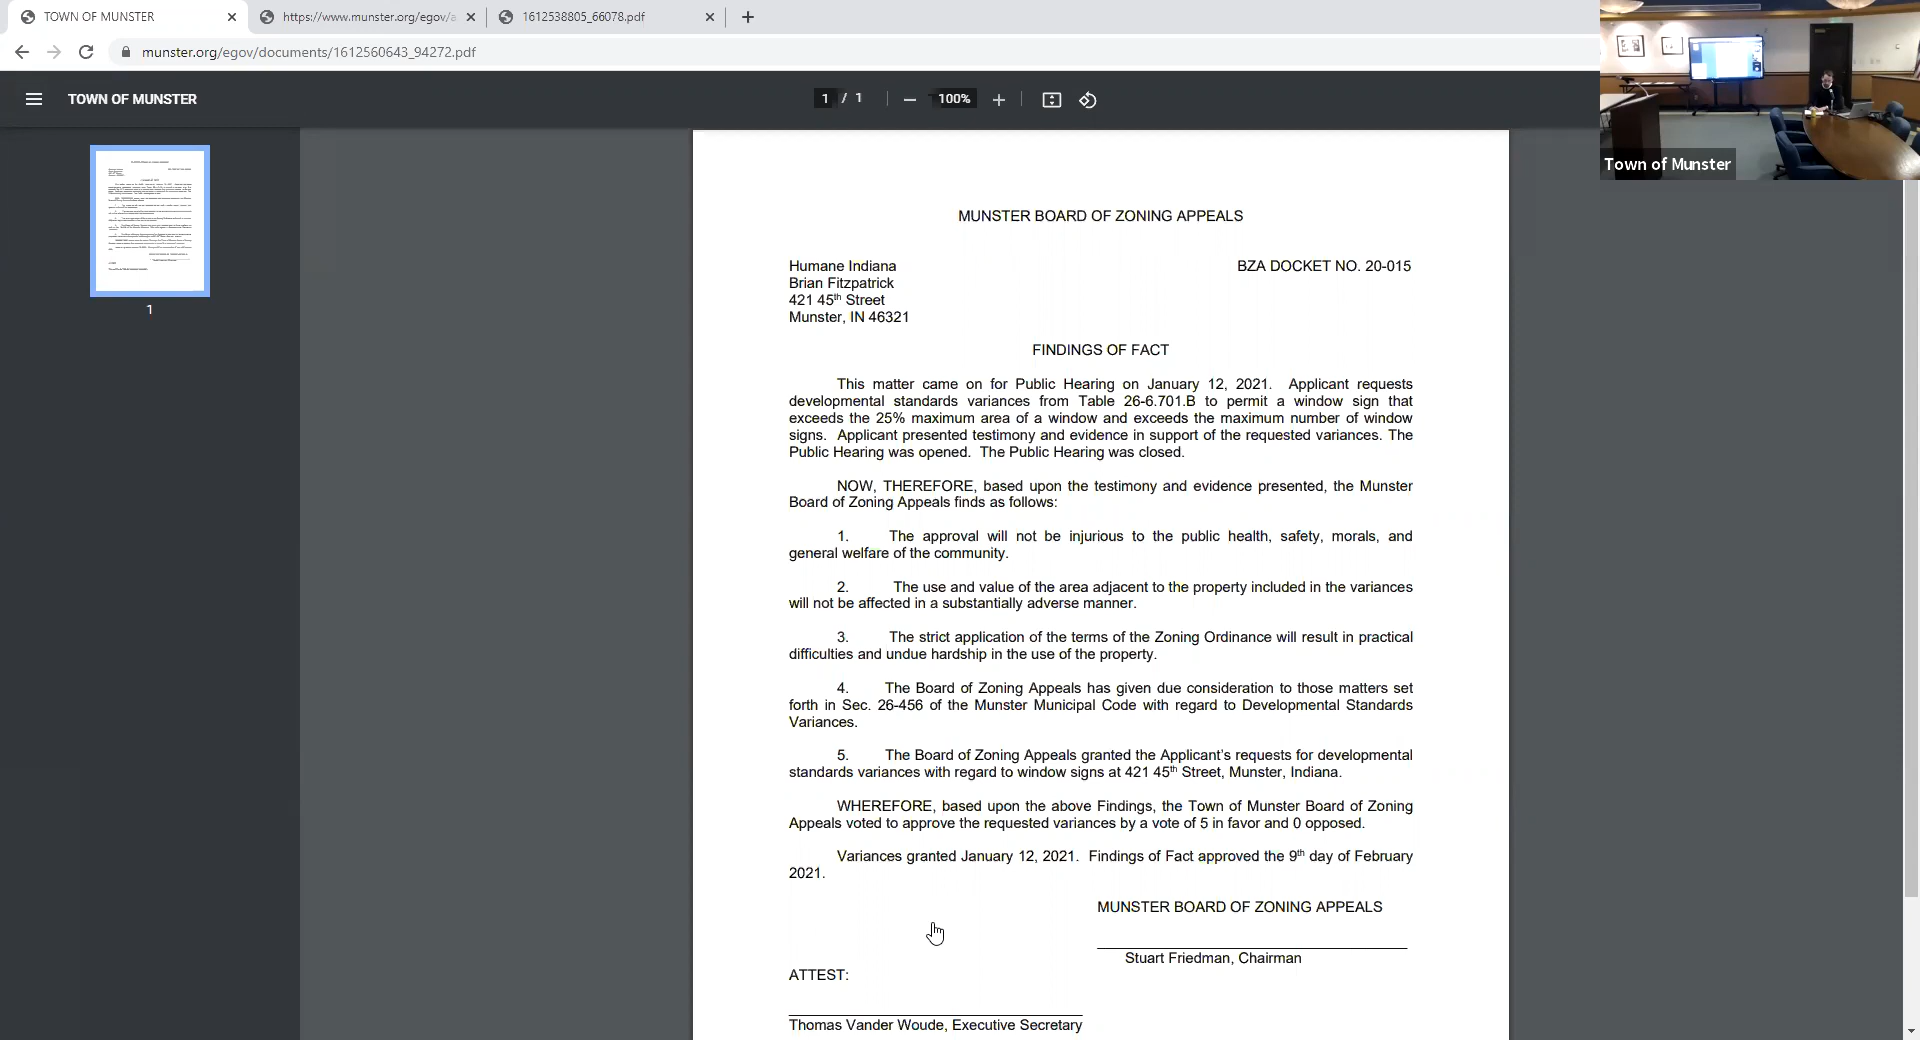 TOWN OF MUNSTER
https://www.munster.org/egov/a
1612538805_66078.pdf
munster.org/egov/documents/1612560643_94272.pdf
TOWN OF MUNSTER
1 / 1
100%
Town of Munster
1
MUNSTER BOARD OF ZONING APPEALS
Humane Indiana
BZA DOCKET NO. 20-015
Brian Fitzpatrick
421 45th Street
Munster, IN 46321
FINDINGS OF FACT
This matter came on for Public Hearing on January 12, 2021. Applicant requests
developmental standards variances from Table 26-6.701.B to permit a window sign that
exceeds the 25% maximum area of a window and exceeds the maximum number of window
signs. Applicant presented testimony and evidence in support of the requested variances. The
Public Hearing was opened. The Public Hearing was closed.
NOW, THEREFORE, based upon the testimony and evidence presented, the Munster
Board of Zoning Appeals finds as follows:
1. The approval will not be injurious to the public health, safety, morals, and
general welfare of the community.
2. The use and value of the area adjacent to the property included in the variances
will not be affected in a substantially adverse manner.
3. The strict application of the terms of the Zoning Ordinance will result in practical
difficulties and undue hardship in the use of the property.
4. The Board of Zoning Appeals has given due consideration to those matters set
forth in Sec. 26-456 of the Munster Municipal Code with regard to Developmental Standards
Variances.
5. The Board of Zoning Appeals granted the Applicant's requests for developmental
standards variances with regard to window signs at 421 45th Street, Munster, Indiana.
WHEREFORE, based upon the above Findings, the Town of Munster Board of Zoning
Appeals voted to approve the requested variances by a vote of 5 in favor and 0 opposed.
Variances granted January 12, 2021. Findings of Fact approved the 9th day of February
2021.
MUNSTER BOARD OF ZONING APPEALS
Stuart Friedman, Chairman
ATTEST:
Thomas Vander Woude, Executive Secretary